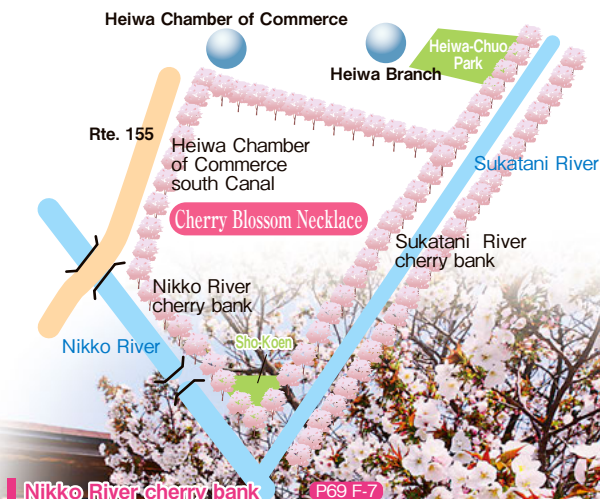 Heiwa Chamber of Commerce
Heiwa-Chuo
Park
Heiwa Branch
Rte. 155
Heiwa Chamber
of Commerce
south Canal
Sukatani River
Cherry Blossom Necklace
Sukatani River
cherry bank
Nikko River
cherry bank
Nikko River
Sho-Koen
Nikko River cherry bank
P69 F-7